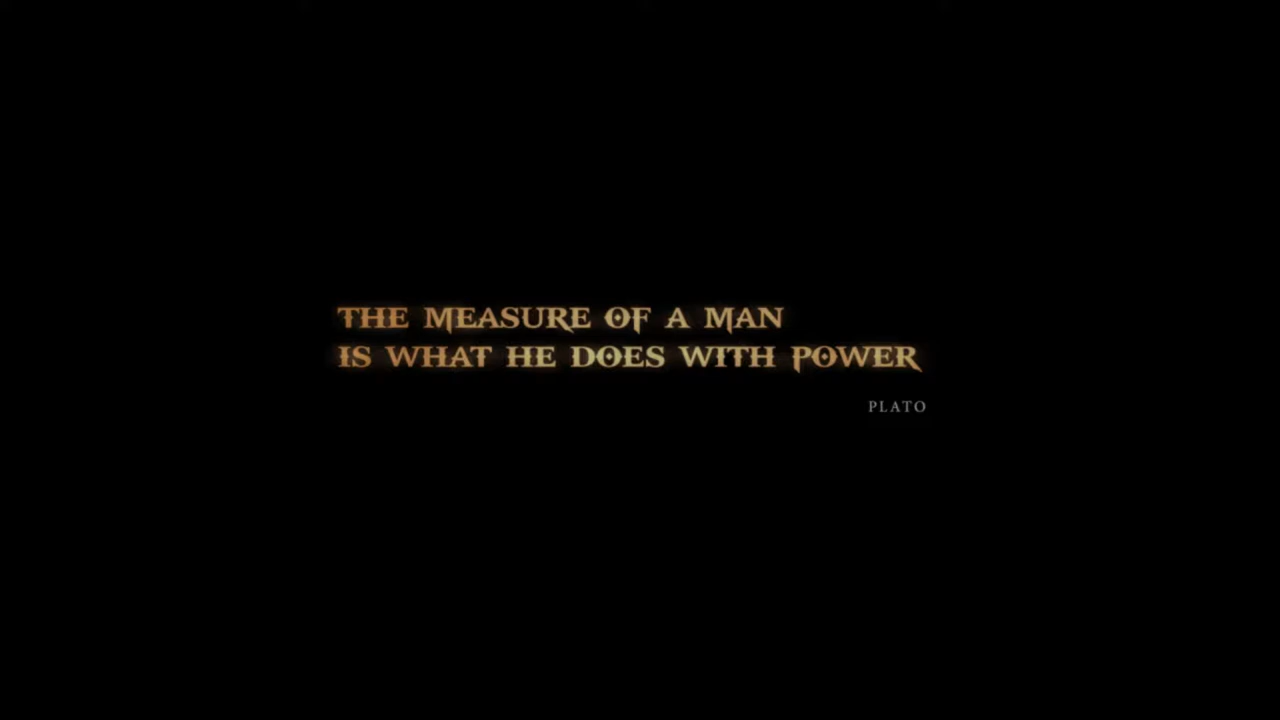 THE MEASURE OF A MAN
IS WHAT HE DOES WITH POWER
PLATO